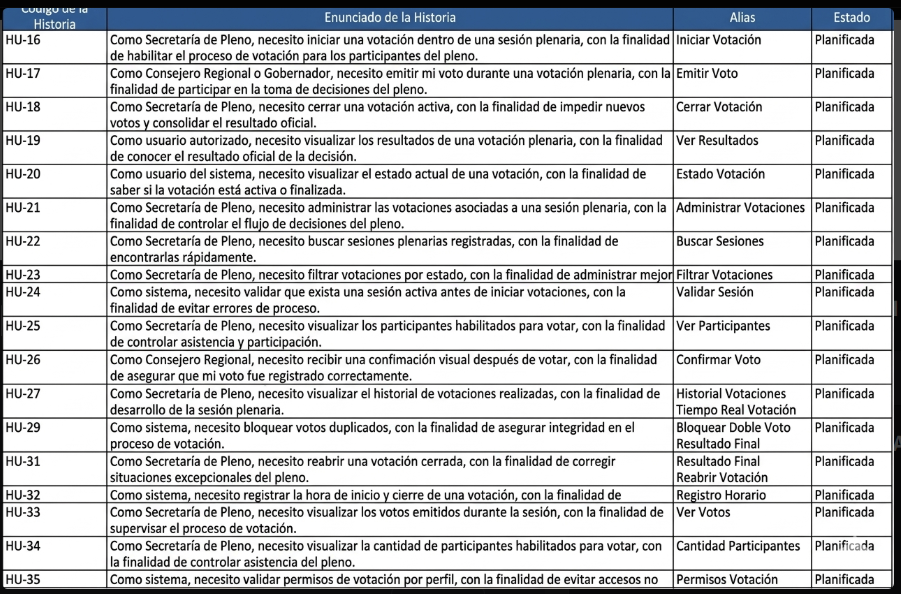 Código de la Historia Enunciado de la Historia Alias Estado
HU-16 Como Secretaría de Pleno, necesito iniciar una votación dentro de una sesión plenaria, con la finalidad Iniciar Votación Planificada
de habilitar el proceso de votación para los participantes del pleno.
HU-17 Como Consejero Regional o Gobernador, necesito emitir mi voto durante una votación plenaria, con la Emitir Voto Planificada
finalidad de participar en la toma de decisiones del pleno.
HU-18 Como Secretaría de Pleno, necesito cerrar una votación activa, con la finalidad de impedir nuevos Cerrar Votación Planificada
votos y consolidar el resultado oficial.
HU-19 Como usuario autorizado, necesito visualizar los resultados de una votación plenaria, con la finalidad Ver Resultados Planificada
de conocer el resultado oficial de la decisión.
HU-20 Como usuario del sistema, necesito visualizar el estado actual de una votación, con la finalidad de Estado Votación Planificada
saber si la votación está activa o finalizada.
HU-21 Como Secretaría de Pleno, necesito administrar las votaciones asociadas a una sesión plenaria, con la Administrar Votaciones Planificada
finalidad de controlar el flujo de decisiones del pleno.
HU-22 Como Secretaría de Pleno, necesito buscar sesiones plenarias registradas, con la finalidad de Buscar Sesiones Planificada
encontrarlas rápidamente.
HU-23 Como Secretaría de Pleno, necesito filtrar votaciones por estado, con la finalidad de administrar mejor Filtrar Votaciones Planificada
HU-24 Como sistema, necesito validar que exista una sesión activa antes de iniciar votaciones, con la Validar Sesión Planificada
finalidad de evitar errores de proceso.
HU-25 Como Secretaría de Pleno, necesito visualizar los participantes habilitados para votar, con la finalidad Ver Participantes Planificada
de controlar asistencia y participación.
HU-26 Como Consejero Regional, necesito recibir una confimación visual después de votar, con la finalidad Confirmar Voto Planificada
de asegurar que mi voto fue registrado correctamente.
HU-27 Como Secretaría de Pleno, necesito visualizar el historial de votaciones realizadas, con la finalidad de Historial Votaciones Planificada
desarrollo de la sesión plenaria. Tiempo Real Votación
HU-29 Como sistema, necesito bloquear votos duplicados, con la finalidad de asegurar integridad en el Bloquear Doble Voto Planificada
proceso de votación. Resultado Final
HU-31 Como Secretaría de Pleno, necesito reabrir una votación cerrada, con la finalidad de corregir Resultado Final Planificada
situaciones excepcionales del pleno. Reabrir Votación
HU-32 Como sistema, necesito registrar la hora de inicio y cierre de una votación, con la finalidad de Registro Horario Planificada
HU-33 Como Secretaría de Pleno, necesito visualizar los votos emitidos durante la sesión, con la finalidad de Ver Votos Planificada
supervisar el proceso de votación.
HU-34 Como Secretaría de Pleno, necesito visualizar la cantidad de participantes habilitados para votar, con Cantidad Participantes Planificada
la finalidad de controlar asistencia del pleno.
HU-35 Como sistema, necesito validar permisos de votación por perfil, con la finalidad de evitar accesos no Permisos Votación Planificada